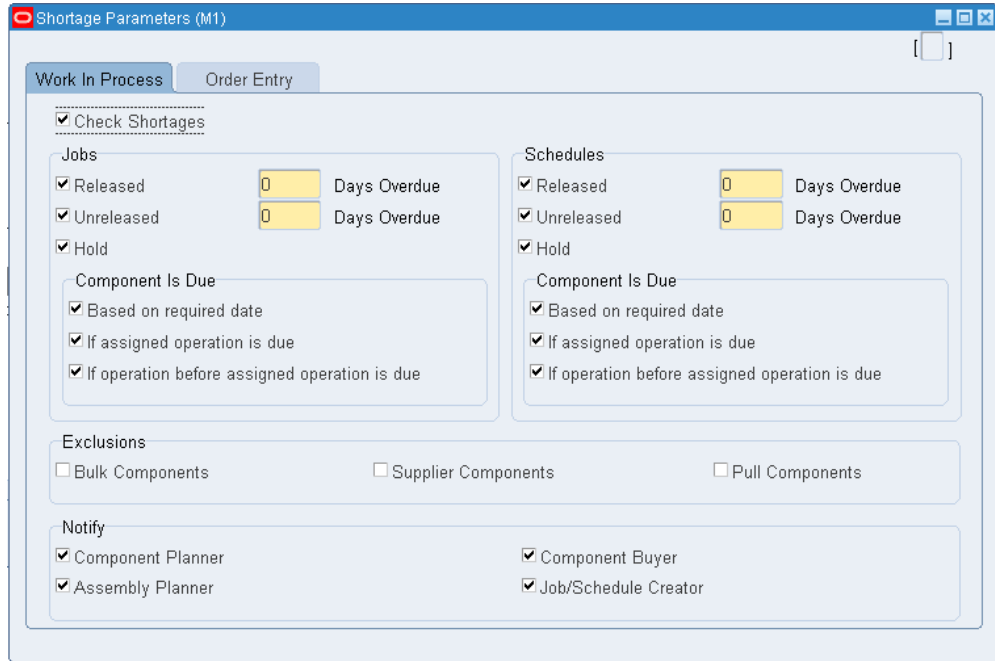 Shortage Parameters (M1)
[ ]
Work In Process Order Entry
Check Shortages
Jobs
Released 0 Days Overdue
Unreleased 0 Days Overdue
Hold
Component Is Due
Based on required date
If assigned operation is due
If operation before assigned operation is due
Schedules
Released 0 Days Overdue
Unreleased 0 Days Overdue
Hold
Component Is Due
Based on required date
If assigned operation is due
If operation before assigned operation is due
Exclusions
Bulk Components Supplier Components Pull Components
Notify
Component Planner Component Buyer
Assembly Planner Job/Schedule Creator